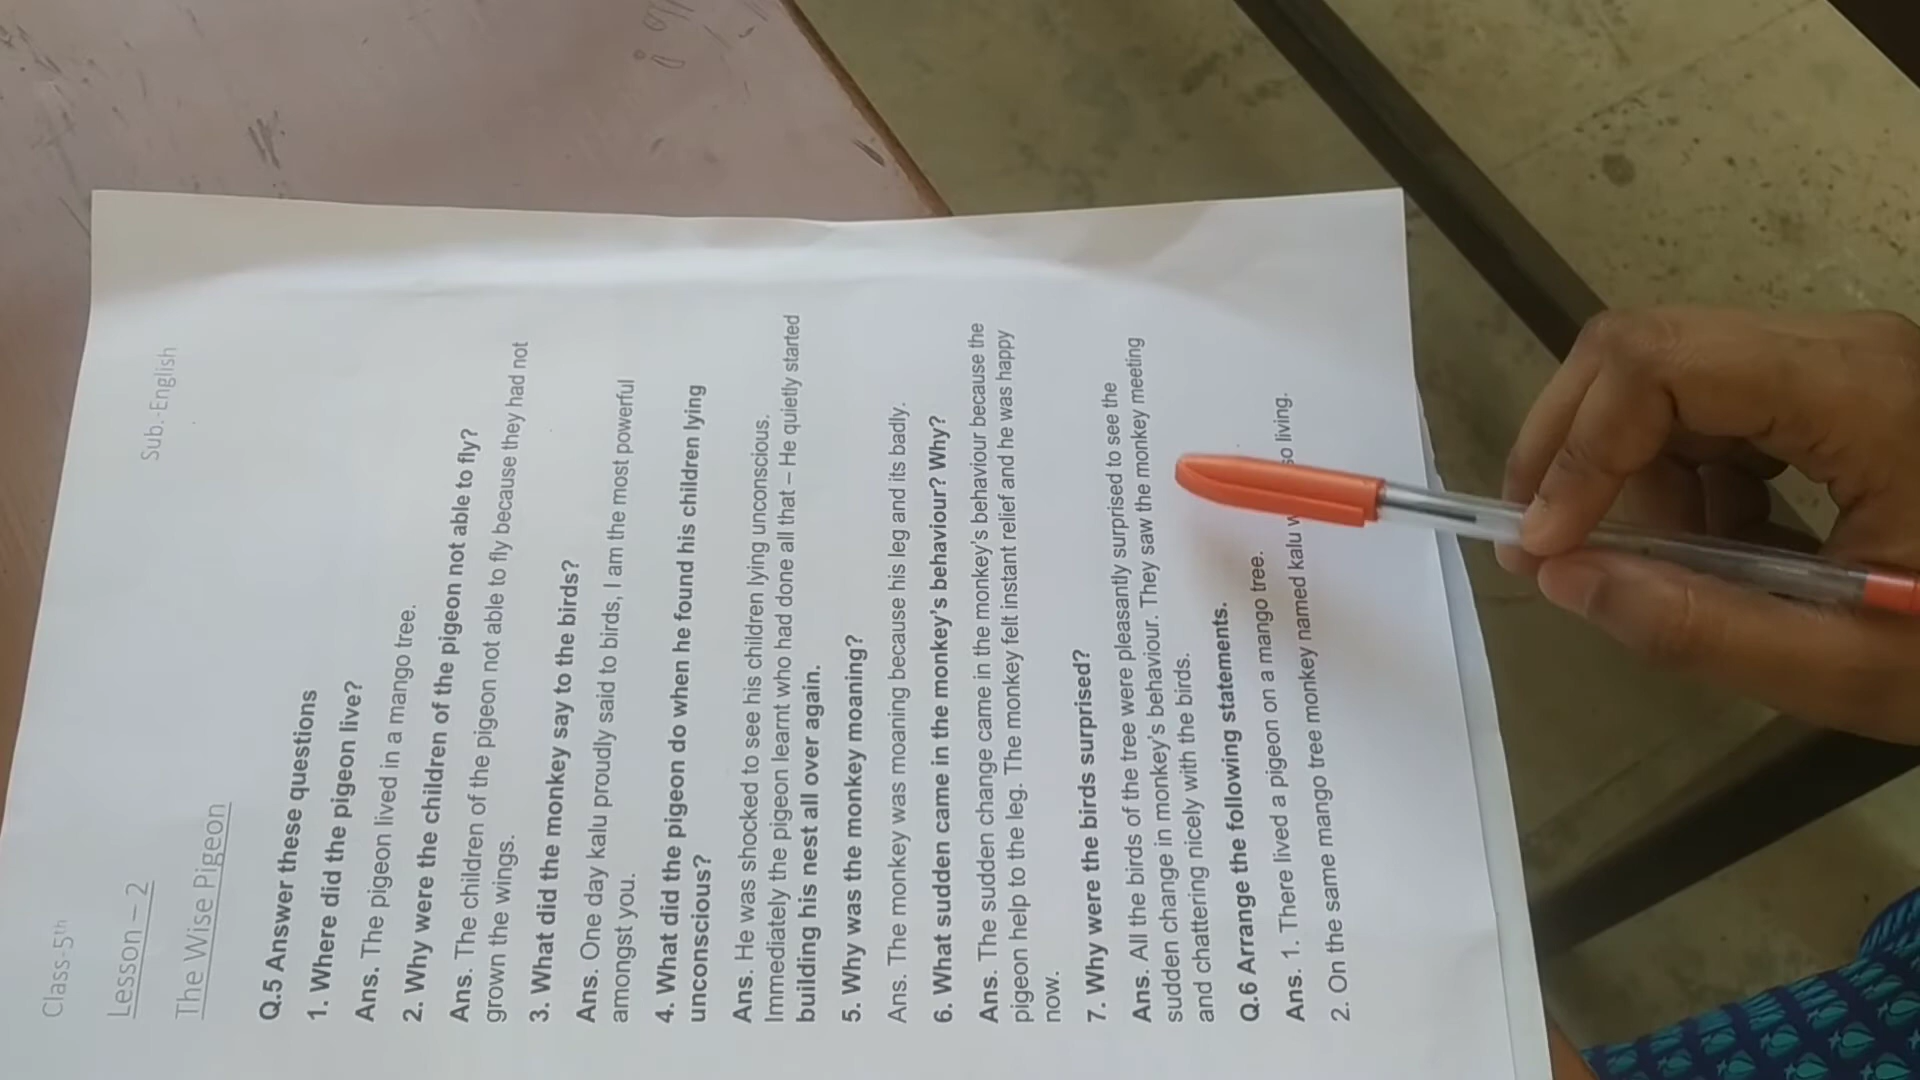 Class-5th
Sub.-English
Lesson – 2
The Wise Pigeon
Q.5 Answer these questions
1. Where did the pigeon live?
Ans. The pigeon lived in a mango tree.
2. Why were the children of the pigeon not able to fly?
Ans. The children of the pigeon not able to fly because they had not
grown the wings.
3. What did the monkey say to the birds?
Ans. One day kalu proudly said to birds, I am the most powerful
amongst you.
4. What did the pigeon do when he found his children lying
unconscious?
Ans. He was shocked to see his children lying unconscious.
Immediately the pigeon learnt who had done all that – He quietly started
building his nest all over again.
5. Why was the monkey moaning?
Ans. The monkey was moaning because his leg and its badly.
6. What sudden came in the monkey's behaviour? Why?
Ans. The sudden change came in the monkey's behaviour because the
pigeon help to the leg. The monkey felt instant relief and he was happy
now.
7. Why were the birds surprised?
Ans. All the birds of the tree were pleasantly surprised to see the
sudden change in monkey's behaviour. They saw the monkey meeting
and chattering nicely with the birds.
Q.6 Arrange the following statements.
Ans. 1. There lived a pigeon on a mango tree.
2. On the same mango tree monkey named kalu living.